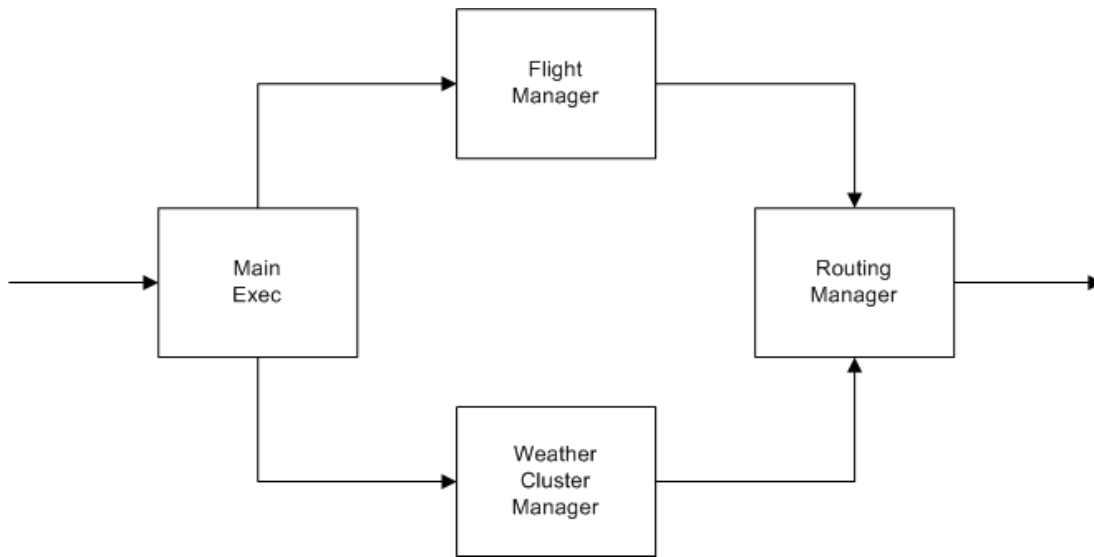 Flight
Manager
Main
Exec
Routing
Manager
Weather
Cluster
Manager